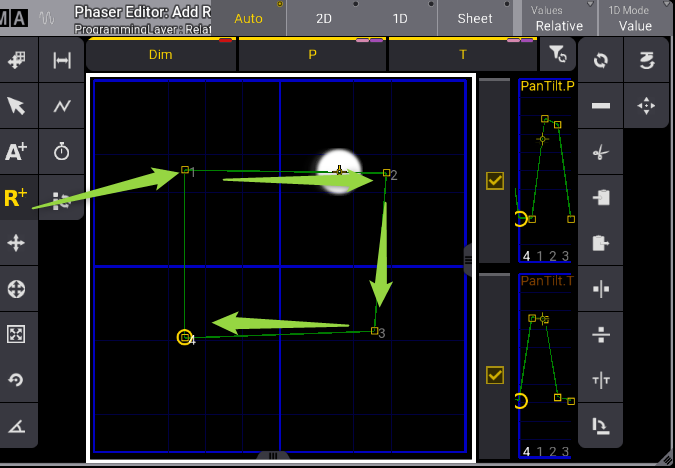 MA
Phaser Editor: Add R
ProgrammingLayer: Relat
Auto
2D
1D
Sheet
Values
Relative
1D Mode
Value
Dim
P
T
A+
R+
1
2
3
4
PanTilt.P
4 1 2 3
PanTilt.T
4 1 2 3
T|T